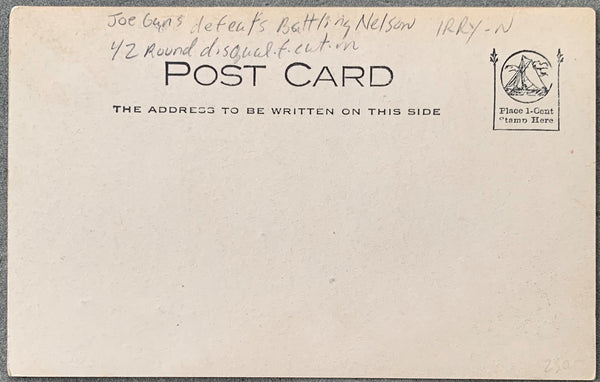 Joe Gans defeats Battling Nelson IRRY-N
42 Round disqualification
POST CARD
THE ADDRESS TO BE WRITTEN ON THIS SIDE
Place 1-Cent
Stamp Here